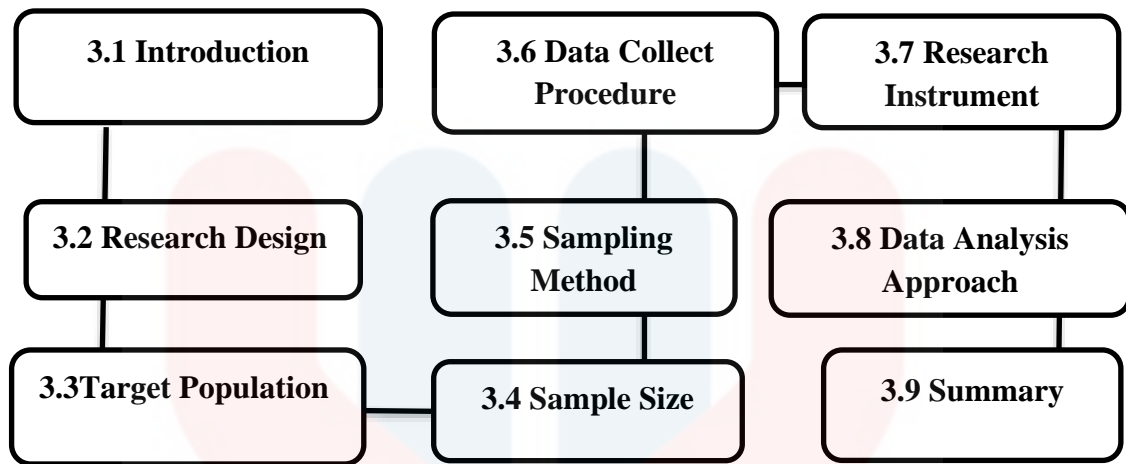 3.1 Introduction
3.2 Research Design
3.3Target Population
3.4 Sample Size
3.5 Sampling
Method
3.6 Data Collect
Procedure
3.7 Research
Instrument
3.8 Data Analysis
Approach
3.9 Summary